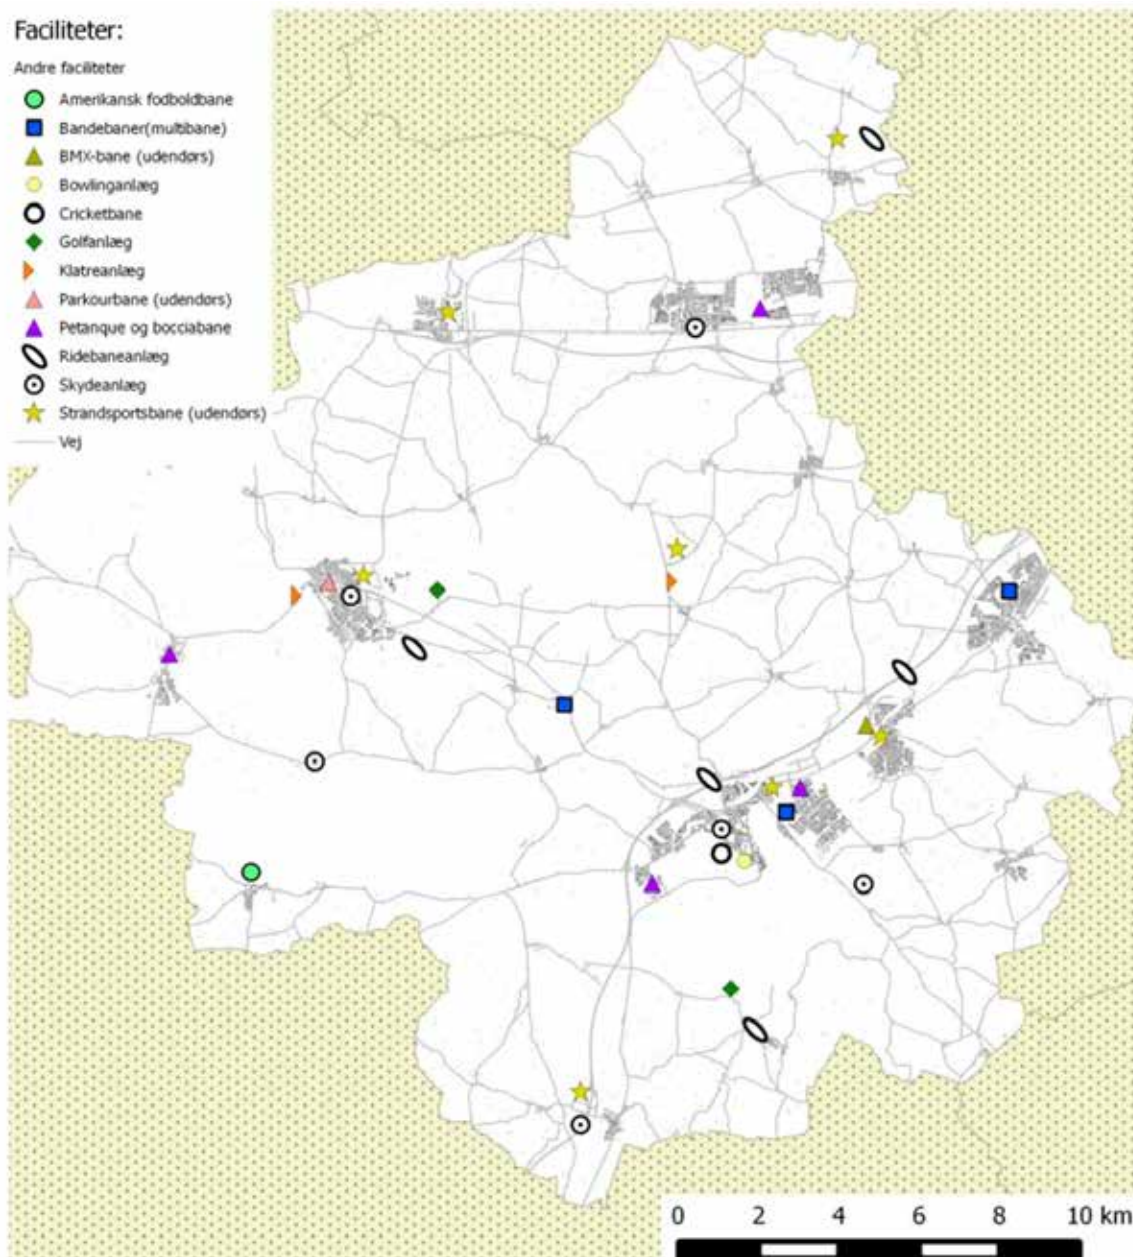 Faciliteter:
Andre faciliteter
Amerikansk fodboldbane
Bandebaner(multibane)
BMX-bane (udendørs)
Bowlinganlæg
Cricketbane
Golfanlæg
Klatreanlæg
Parkourbane (udendørs)
Petanque og bocciabane
Ridebaneanlæg
Skydeanlæg
Strandsportsbane (udendørs)
Vej
0 2 4 6 8 10 km